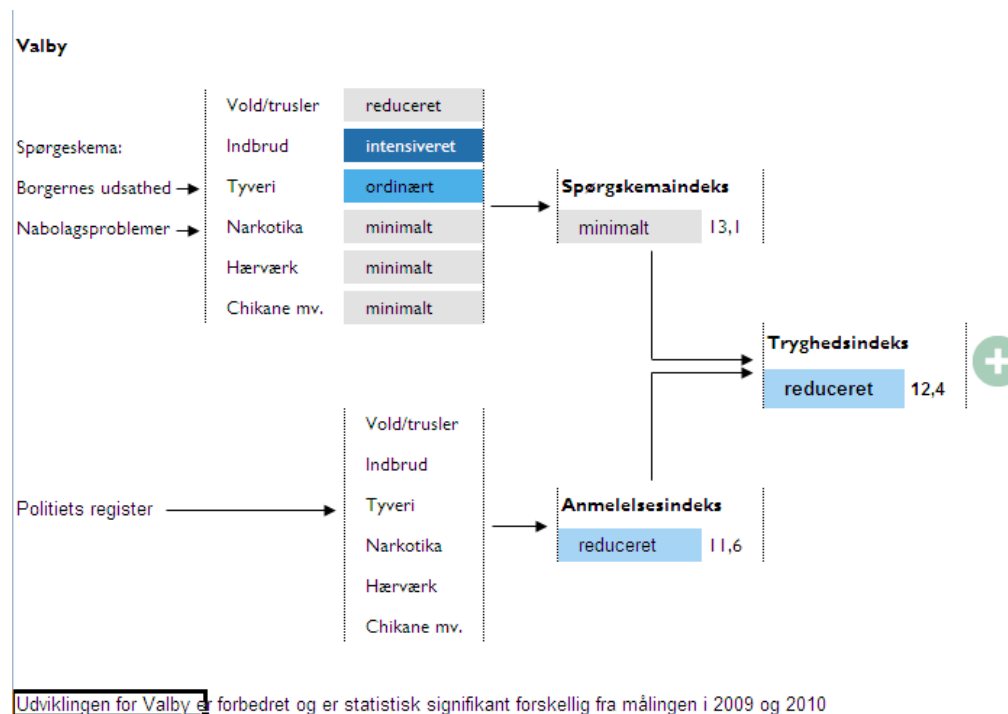 Valby
Vold/trusler reduceret
Spørgeskema: Indbrud intensiveret
Borgernes udsathed Tyveri ordinært
Nabolagsproblemer Narkotika minimalt
Hærværk minimalt
Chikane mv. minimalt
Spørgskemaindeks
minimalt 13,1
Tryghedsindeks
reduceret 12,4
Politiets register
Vold/trusler
Indbrud
Tyveri
Narkotika
Hærværk
Chikane mv.
Anmelelsesindeks
reduceret 11,6
Udviklingen for Valby er forbedret og er statistisk signifikant forskellig fra målingen i 2009 og 2010